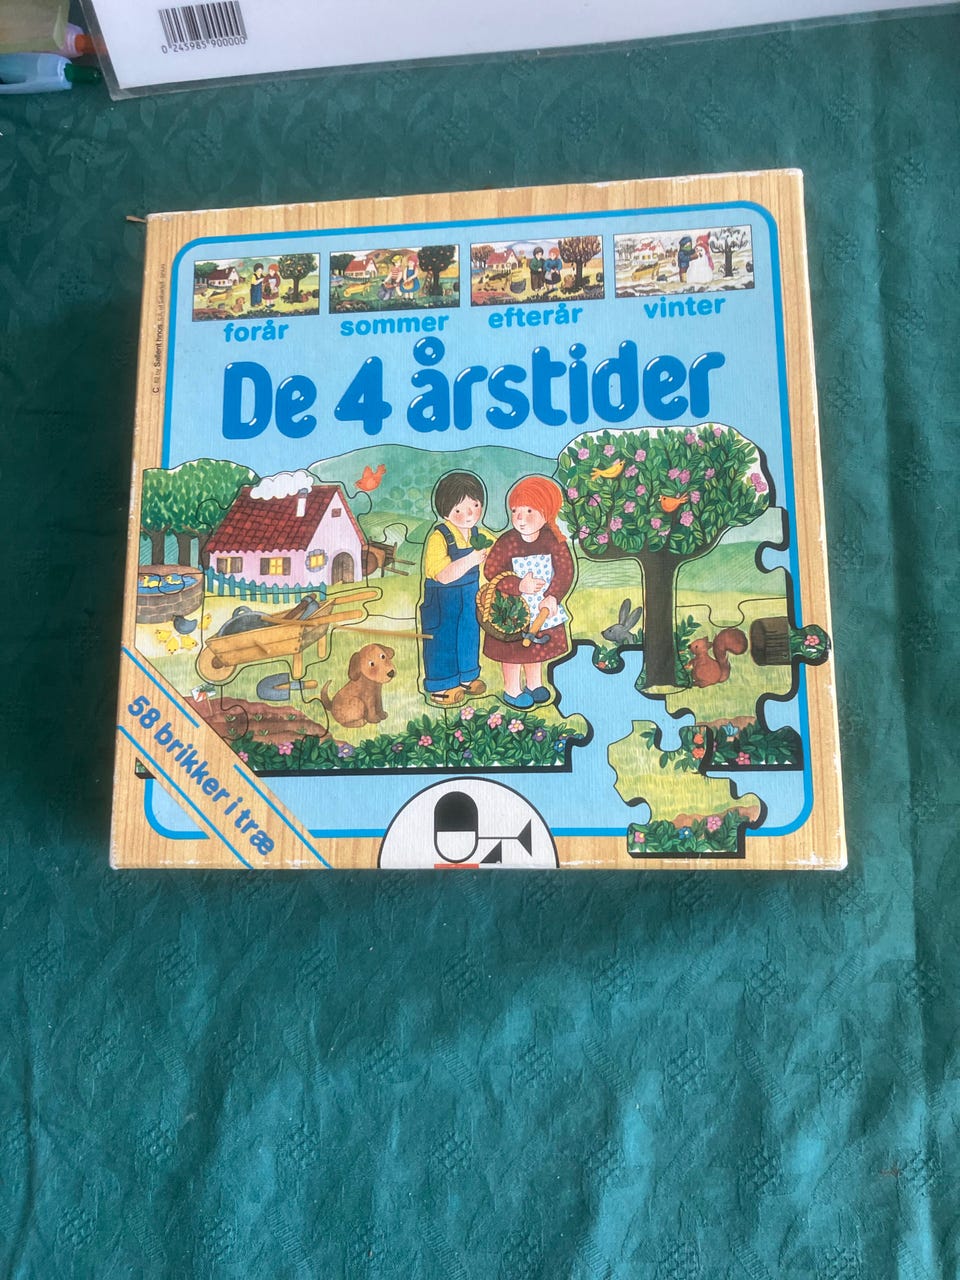 0 245985 900000
forår
sommer
efterår
vinter
De 4 årstider
58 brikker i træ